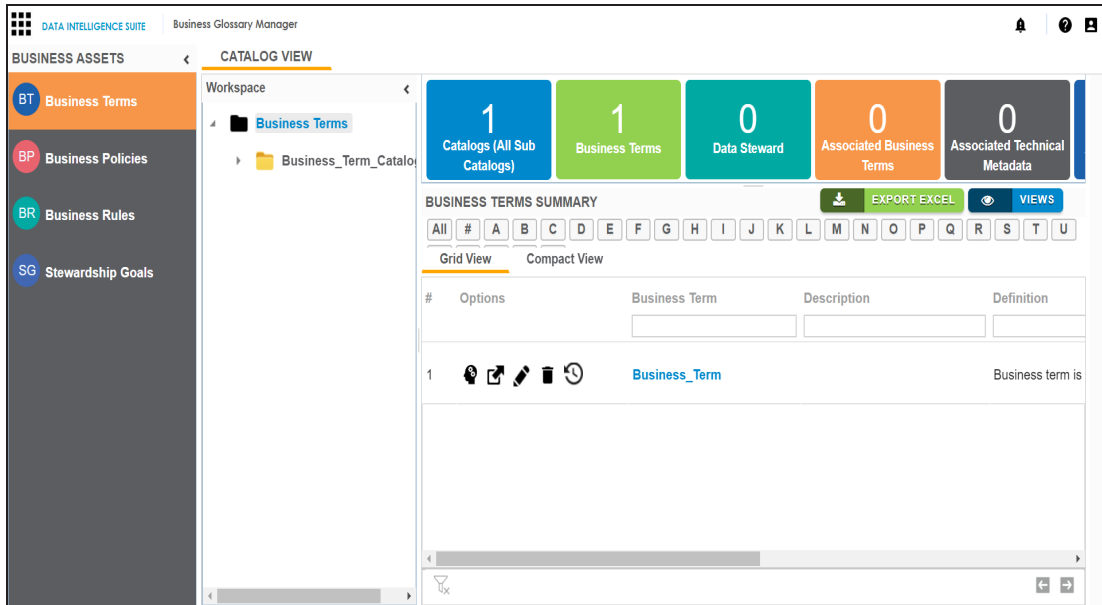 DATA INTELLIGENCE SUITE
Business Glossary Manager
BUSINESS ASSETS
CATALOG VIEW
BT Business Terms
BP Business Policies
BR Business Rules
SG Stewardship Goals
Workspace
Business Terms
Business_Term_Catalo
1
Catalogs (All Sub
Catalogs)
1
Business Terms
0
Data Steward
0
Associated Business
Terms
0
Associated Technical
Metadata
BUSINESS TERMS SUMMARY
EXPORT EXCEL
VIEWS
All # A B C D E F G H I J K L M N O P Q R S T U
Grid View Compact View
# Options Business Term Description Definition
1 Business_Term Business term is